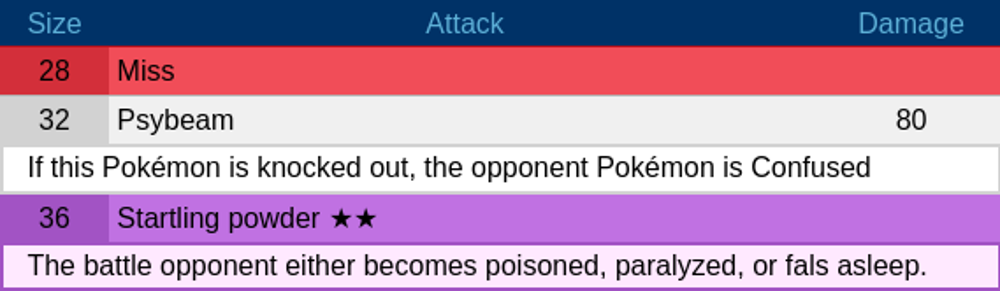 Size Attack Damage
28 Miss
32 Psybeam 80
If this Pokémon is knocked out, the opponent Pokémon is Confused
36 Startling powder ★★
The battle opponent either becomes poisoned, paralyzed, or fals asleep.